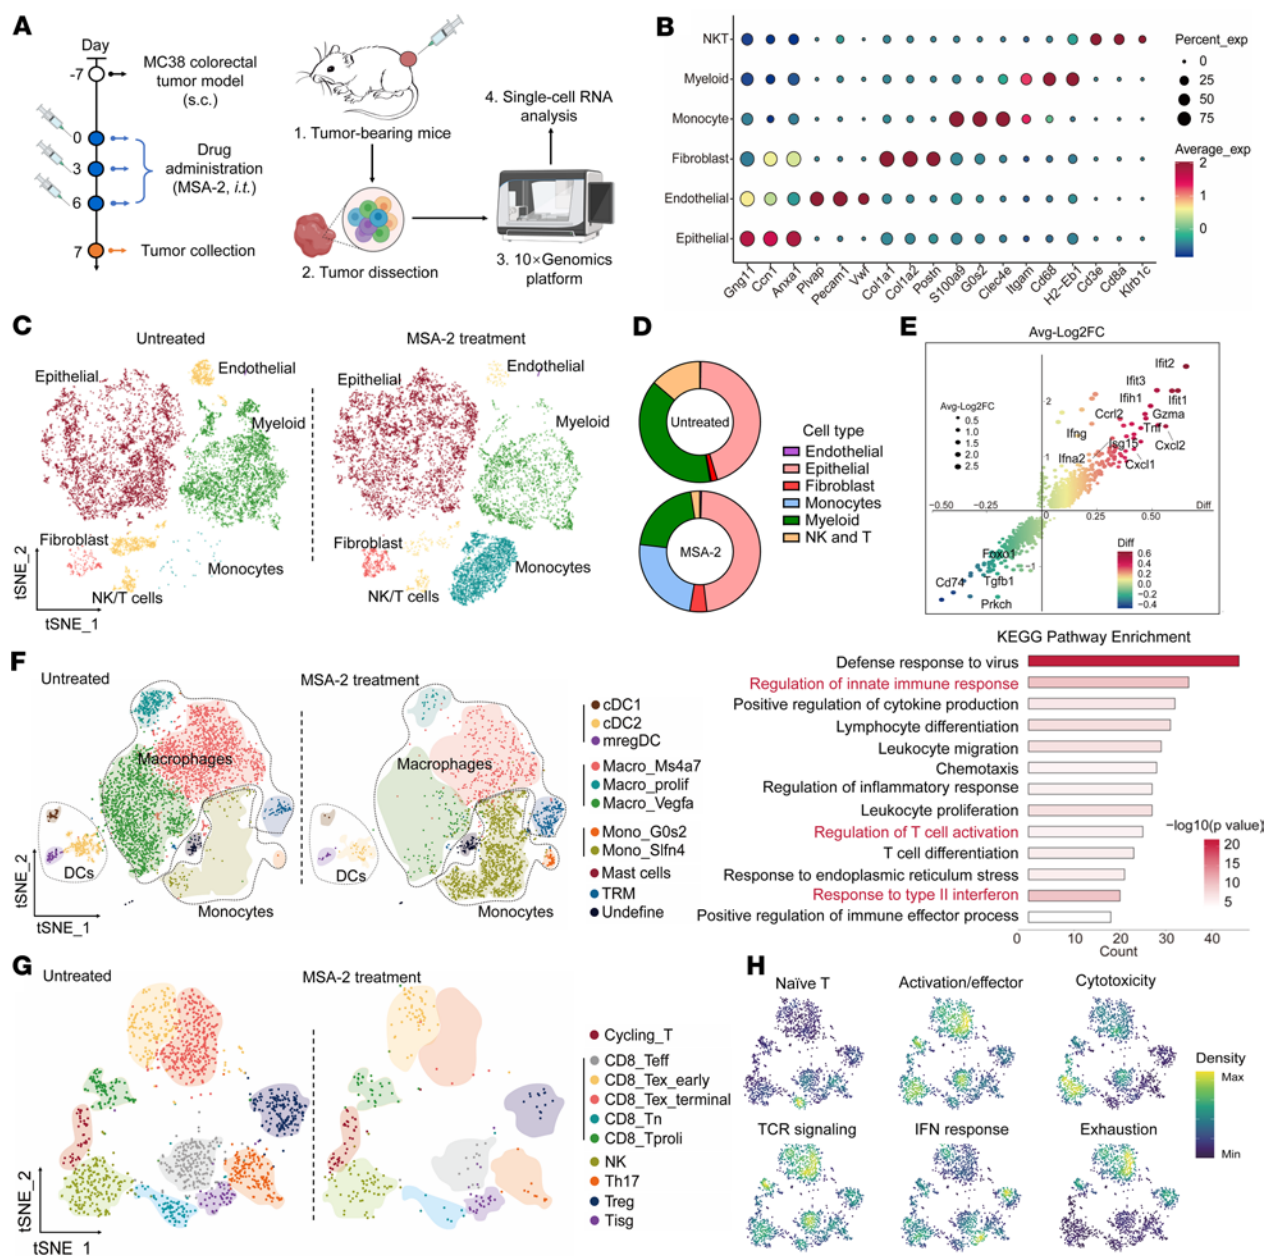 A
Day
-7
MC38 colorectal
tumor model
(s.c.)
0
3
6
Drug
administration
(MSA-2, i.t.)
7
Tumor collection
1. Tumor-bearing mice
2. Tumor dissection
3. 10×Genomics
platform
4. Single-cell RNA
analysis
B
NKT
Myeloid
Monocyte
Fibroblast
Endothelial
Epithelial
Gng11
Ccn1
Anxa1
Plvap
Pecam1
Vwf
Col1a1
Col1a2
Postn
S100a9
G0s2
Clec4e
Itgam
Cd68
H2-Eb1
Cd3e
Cd8a
Klrb1c
Percent_exp
0
25
50
75
Average_exp
2
1
0
C
Untreated
MSA-2 treatment
Epithelial
Endothelial
Myeloid
Fibroblast
Monocytes
NK/T cells
Epithelial
Endothelial
Myeloid
Fibroblast
Monocytes
NK/T cells
tSNE_2
tSNE_1
D
Untreated
MSA-2
Cell type
Endothelial
Epithelial
Fibroblast
Monocytes
Myeloid
NK and T
E
Avg-Log2FC
Avg-Log2FC
0.5
1.0
1.5
2.0
2.5
Ifit2
Ifit3
Ifih1
Ifit1
Ccrl2
Gzma
Tnf
Ifng
Isg15
Cxcl2
Ifna2
Cxcl1
2
1
−0.50
−0.25
0
0.25
0.50
Diff
−1
Foxo1
Cd74
Tgfb1
Prkch
Diff
0.6
0.4
0.2
0.0
−0.2
−0.4
KEGG Pathway Enrichment
Defense response to virus
Regulation of innate immune response
Positive regulation of cytokine production
Lymphocyte differentiation
Leukocyte migration
Chemotaxis
Regulation of inflammatory response
Leukocyte proliferation
Regulation of T cell activation
T cell differentiation
Response to endoplasmic reticulum stress
Response to type II interferon
Positive regulation of immune effector process
0
10
20
30
40
Count
−log10(p value)
20
15
10
5
F
Untreated
MSA-2 treatment
Macrophages
DCs
Monocytes
Macrophages
DCs
Monocytes
tSNE_2
tSNE_1
cDC1
cDC2
mregDC
Macro_Ms4a7
Macro_prolif
Macro_Vegfa
Mono_G0s2
Mono_Slfn4
Mast cells
TRM
Undefine
G
Untreated
MSA-2 treatment
tSNE_2
tSNE_1
Cycling_T
CD8_Teff
CD8_Tex_early
CD8_Tex_terminal
CD8_Tn
CD8_Tproli
NK
Th17
Treg
Tisg
H
Naïve T
Activation/effector
Cytotoxicity
TCR signaling
IFN response
Exhaustion
Density
Max
Min